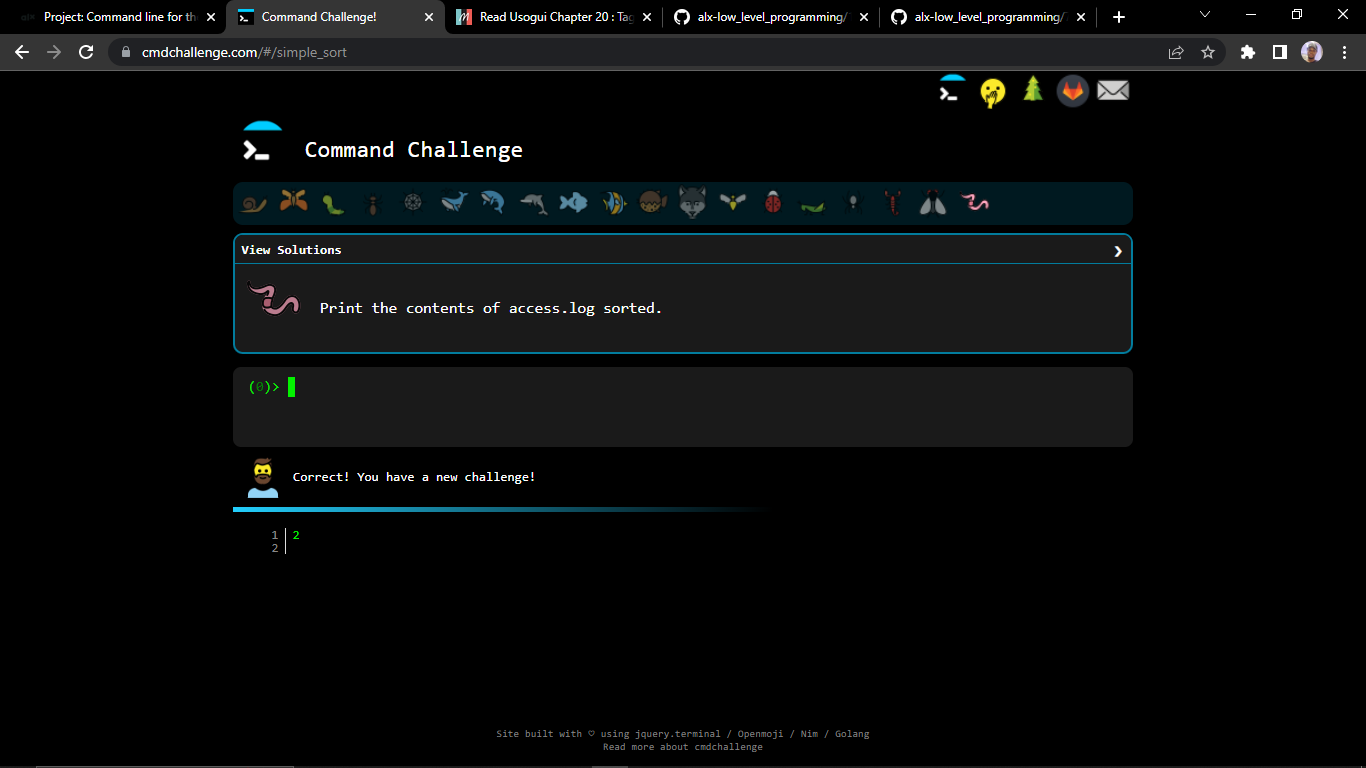 Project: Command line for th
Command Challenge!
Read Usogui Chapter 20 : Tag
alx-low_level_programming/
alx-low_level_programming/
cmdchallenge.com/#/simple_sort
Command Challenge
View Solutions
Print the contents of access.log sorted.
(0)>
Correct! You have a new challenge!
1 2
2
Site built with ♡ using jquery.terminal / Openmoji / Nim / Golang
Read more about cmdchallenge